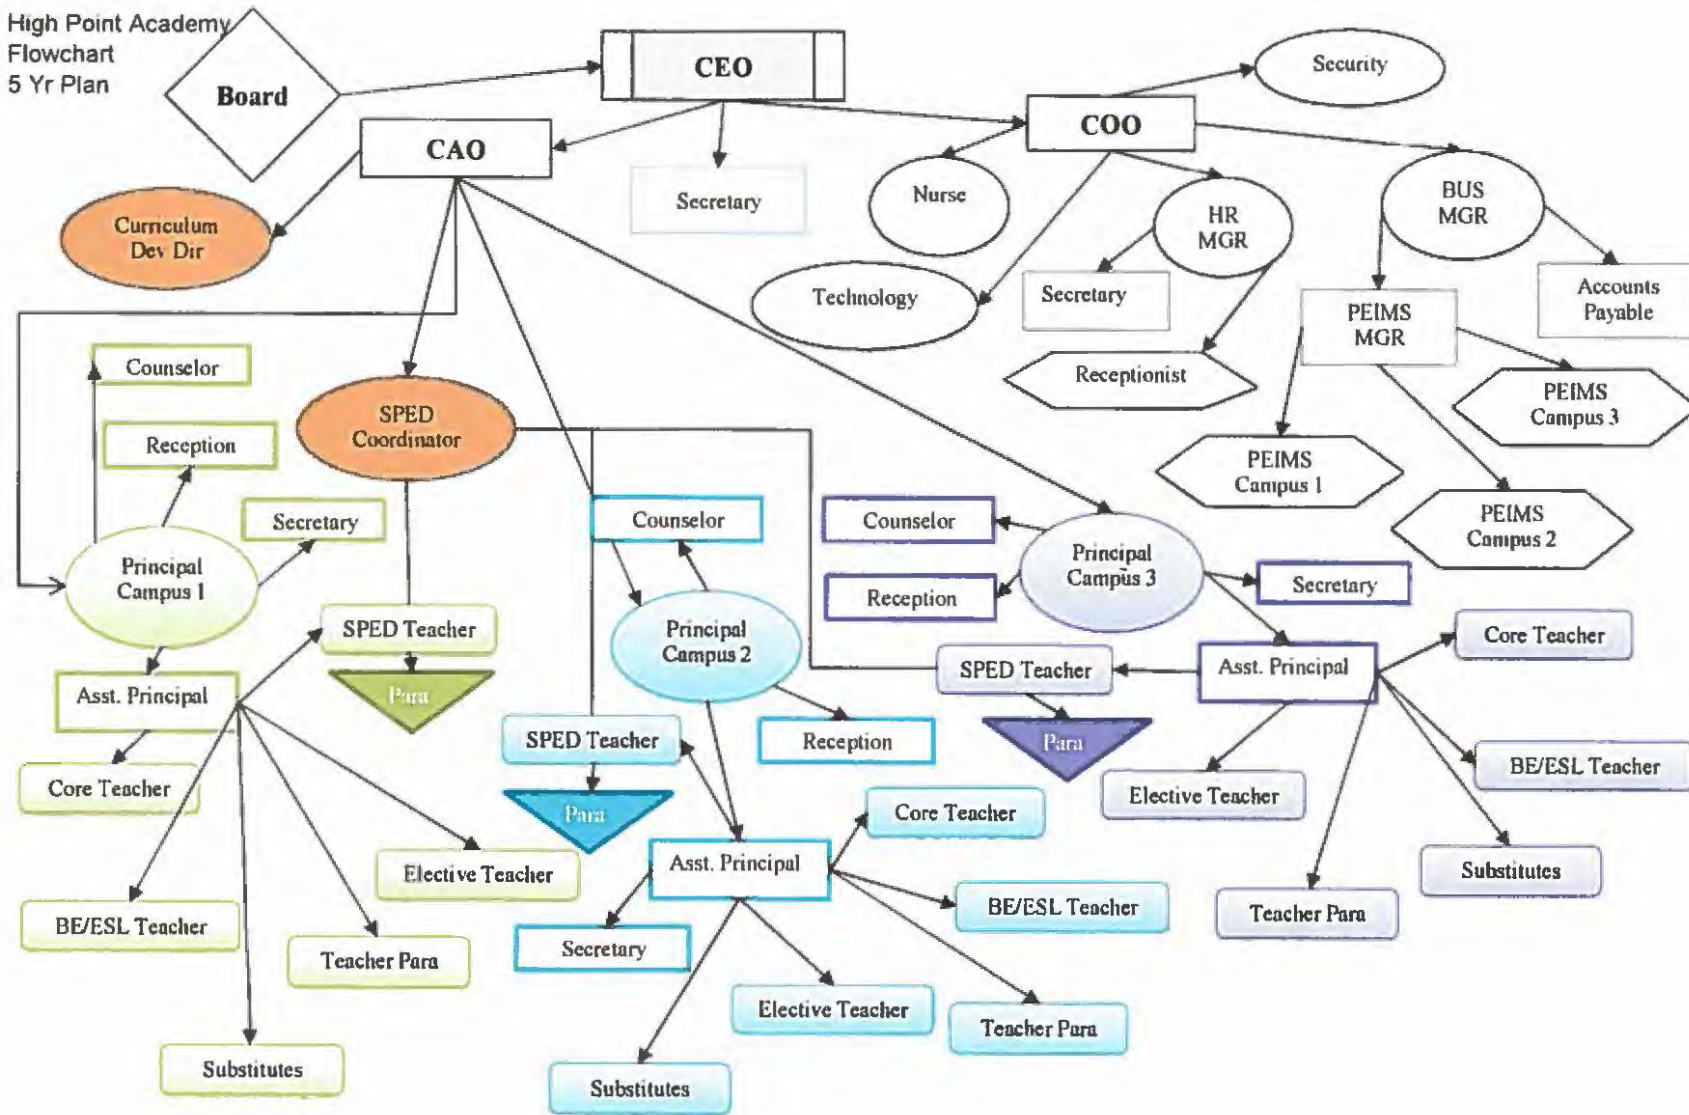 High Point Academy
Flowchart
5 Yr Plan
Board
CEO
Security
CAO
COO
Secretary
Nurse
HR
MGR
BUS
MGR
Curriculum
Dev Dir
Technology
Secretary
Accounts
Payable
PEIMS
MGR
Counselor
Receptionist
PEIMS
Campus 3
SPED
Coordinator
Reception
PEIMS
Campus 1
Secretary
Counselor
Counselor
PEIMS
Campus 2
Principal
Campus 1
Principal
Campus 3
Reception
Secretary
SPED Teacher
Principal
Campus 2
Core Teacher
Asst. Principal
Para
SPED Teacher
Asst. Principal
SPED Teacher
Reception
Para
Core Teacher
BE/ESL Teacher
Elective Teacher
Para
Core Teacher
Asst. Principal
Elective Teacher
Substitutes
BE/ESL Teacher
BE/ESL Teacher
Teacher Para
Teacher Para
Secretary
Elective Teacher
Teacher Para
Substitutes
Substitutes